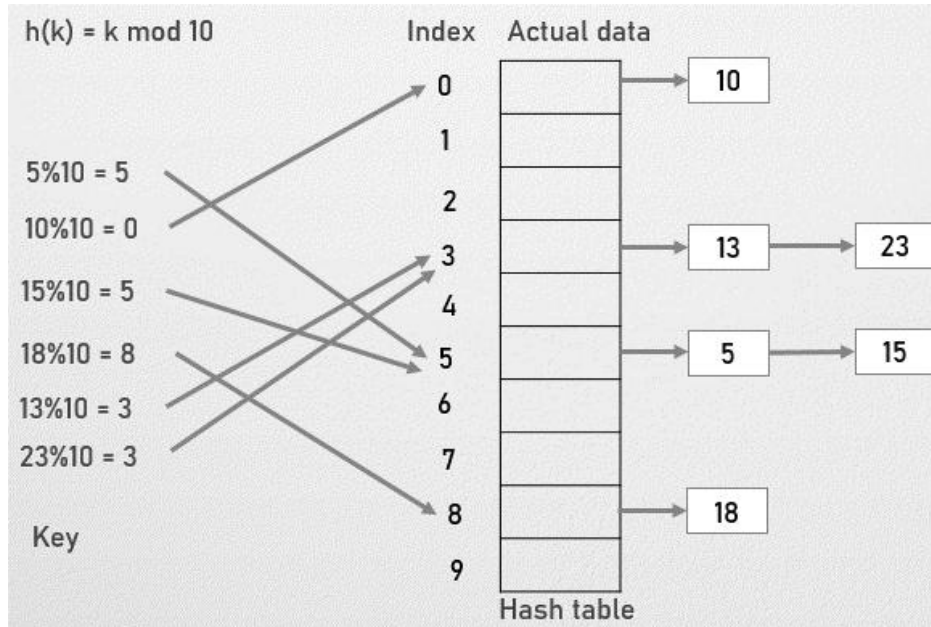 h(k) = k mod 10
Index
Actual data
5%10 = 5
10%10 = 0
15%10 = 5
18%10 = 8
13%10 = 3
23%10 = 3
Key
0
1
2
3
4
5
6
7
8
9
10
13
23
5
15
18
Hash table